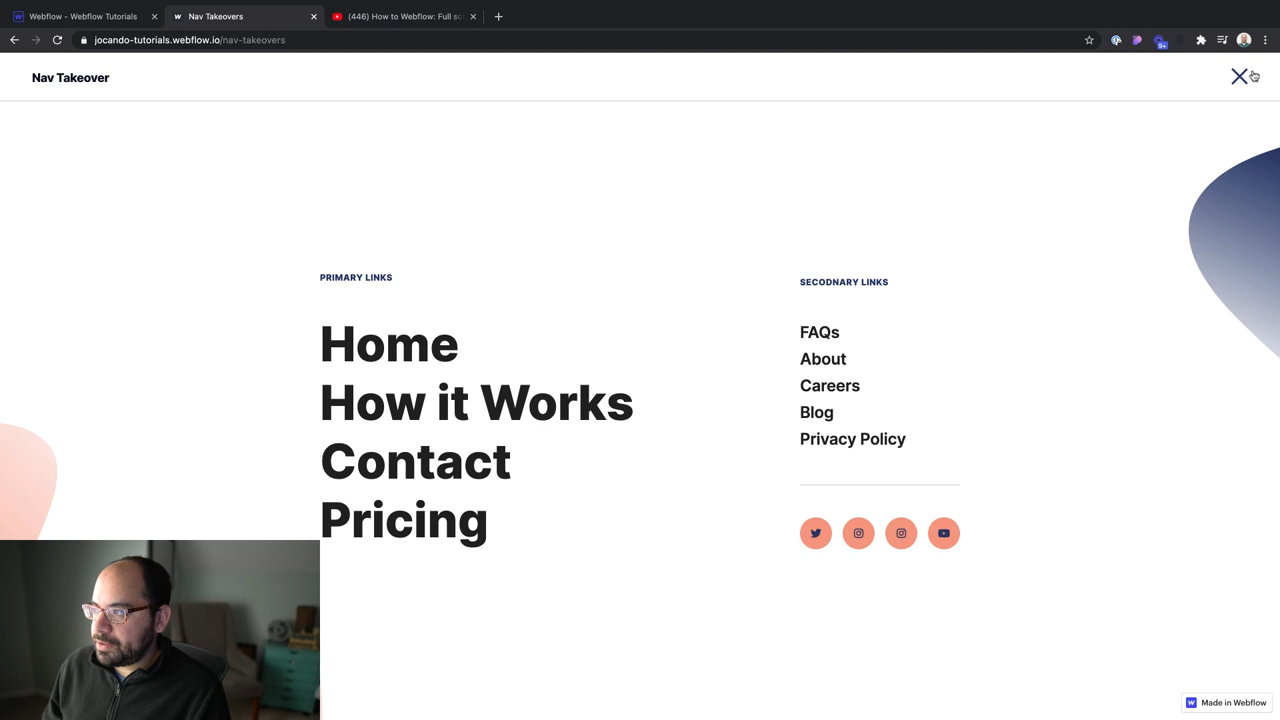 Webflow - Webflow Tutorials
Nav Takeovers
(446) How to Webflow: Full sc
jocando-tutorials.webflow.io/nav-takeovers
9+
Nav Takeover
PRIMARY LINKS
Home
How it Works
Contact
Pricing
SECODNARY LINKS
FAQs
About
Careers
Blog
Privacy Policy
Made in Webflow